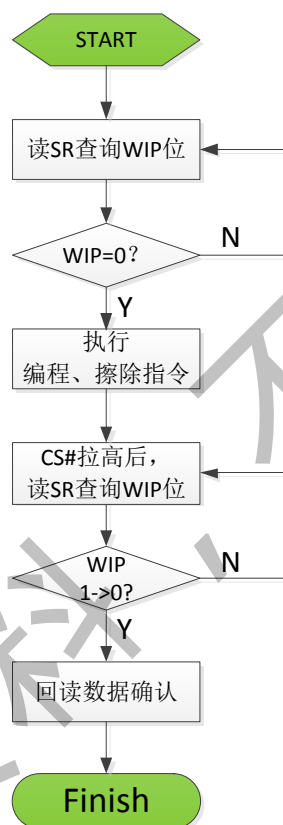 START
读SR查询WIP位
WIP=0?
N
Y
执行
编程、擦除指令
CS#拉高后，
读SR查询WIP位
WIP
1->0?
N
Y
回读数据确认
Finish